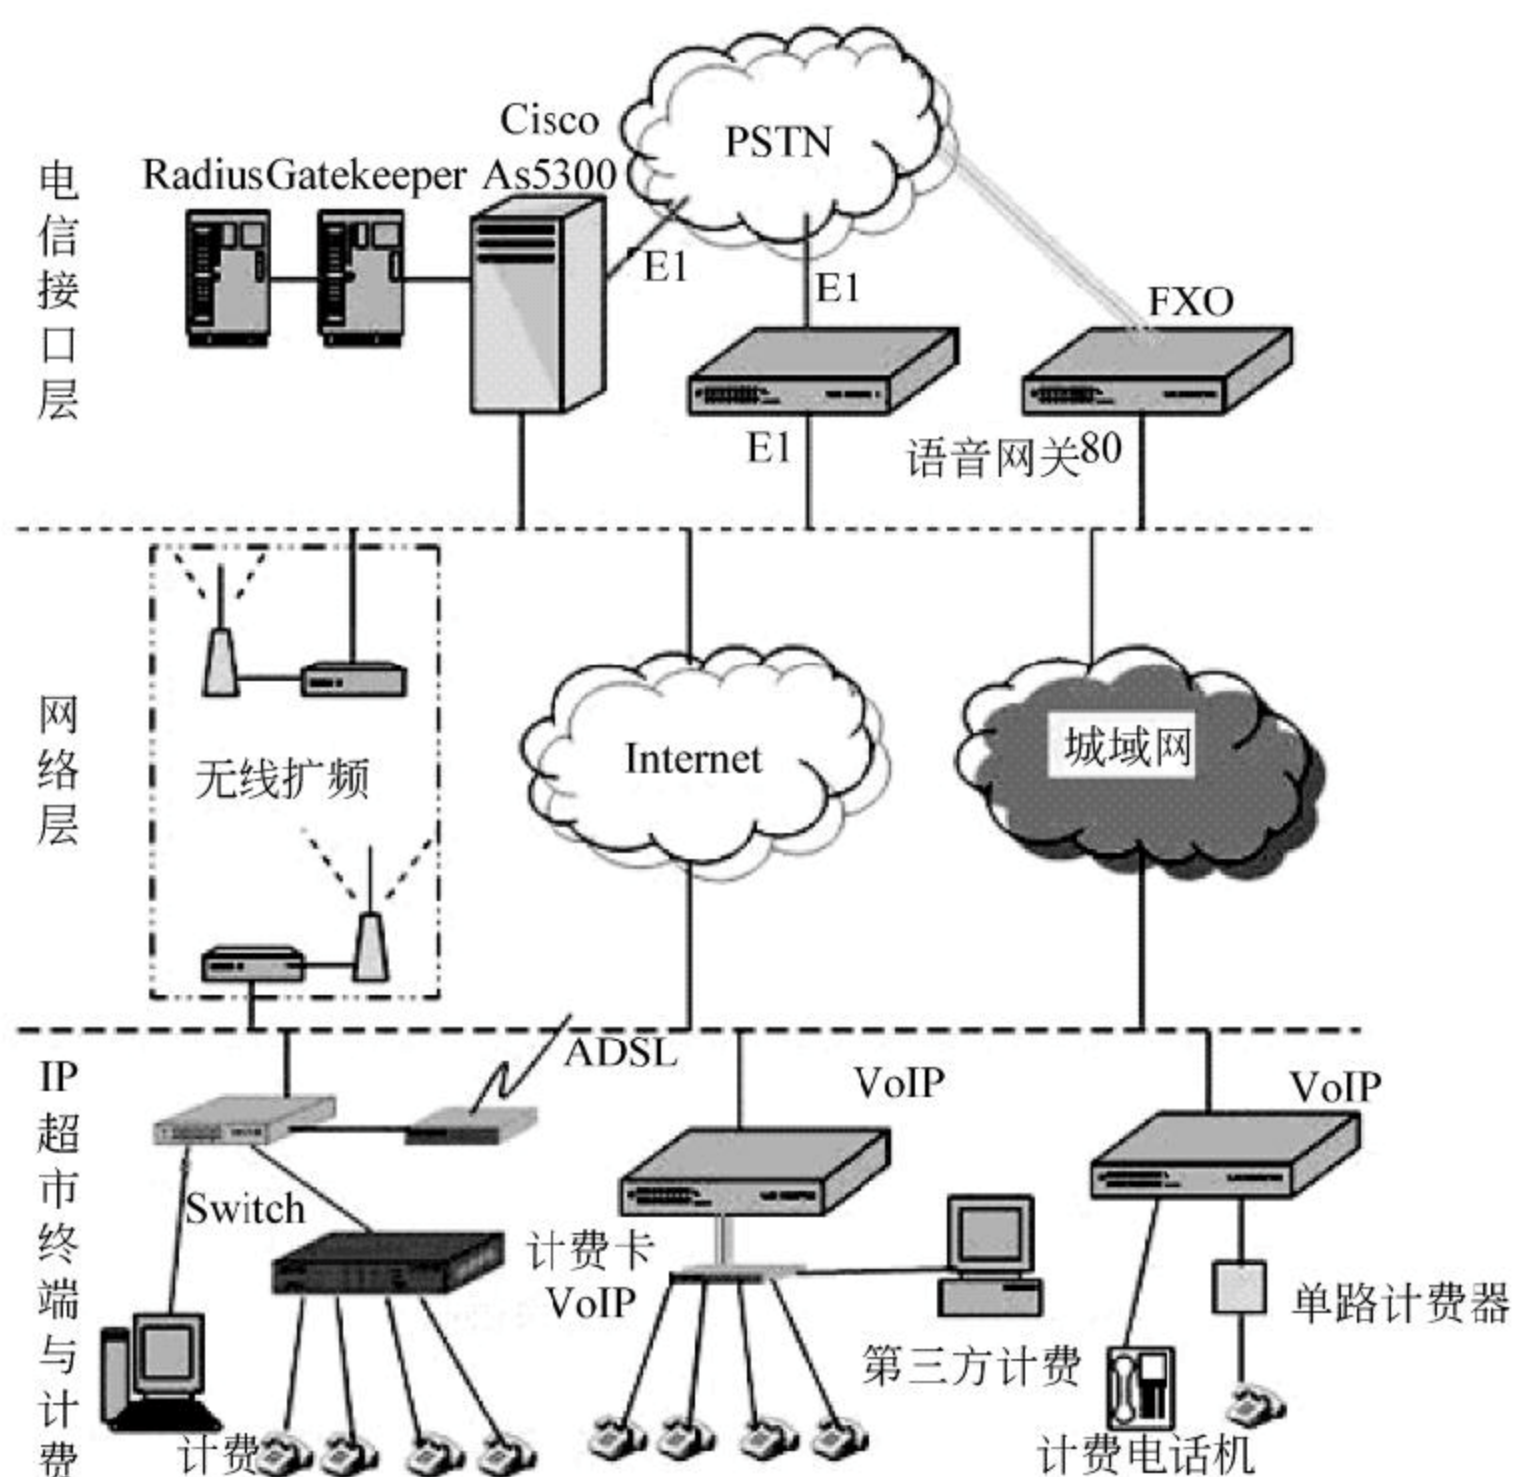 电信接口层
Cisco
As5300
Radius
Gatekeeper
PSTN
E1
E1
FXO
E1
语音网关80
网络层
无线扩频
Internet
城域网
IP超市终端与计费
ADSL
VoIP
VoIP
Switch
计费卡
VoIP
单路计费器
第三方计费
计费
计费电话机